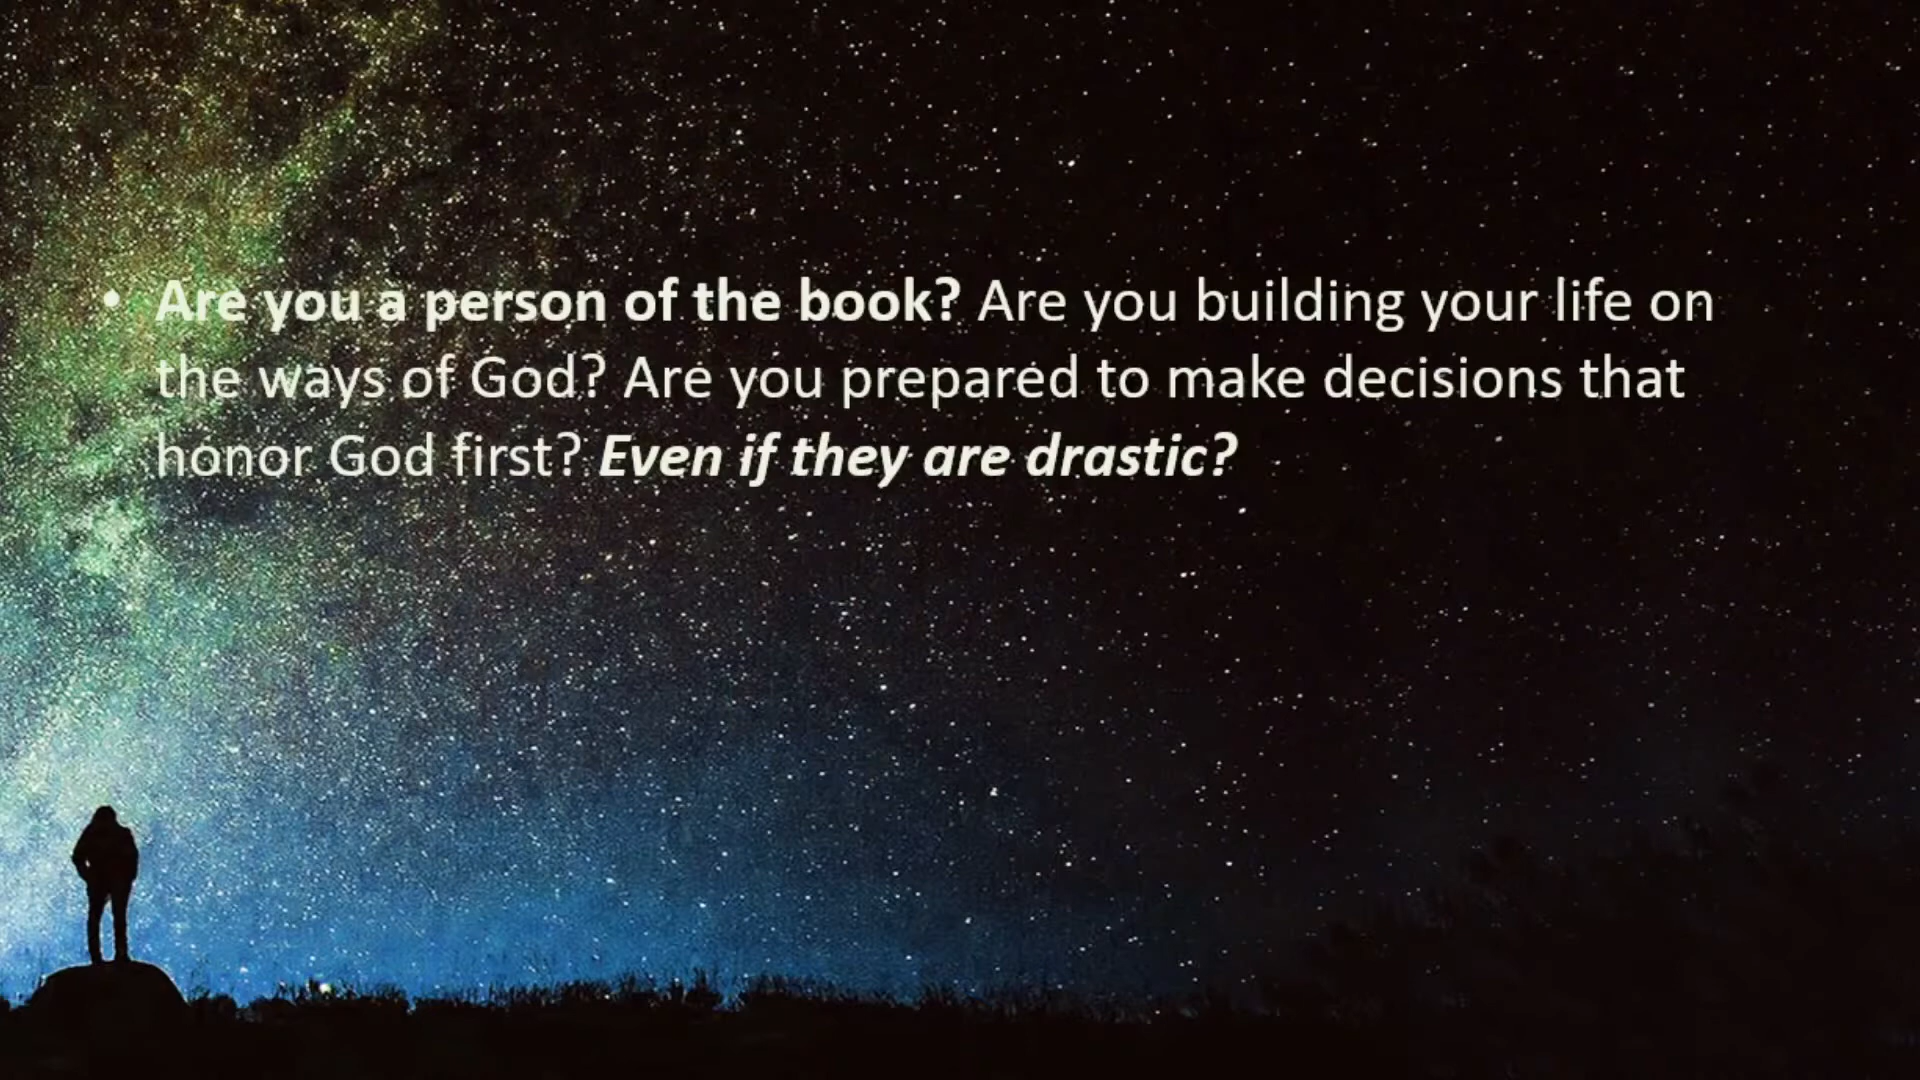 • Are you a person of the book? Are you building your life on
the ways of God? Are you prepared to make decisions that
honor God first? Even if they are drastic?